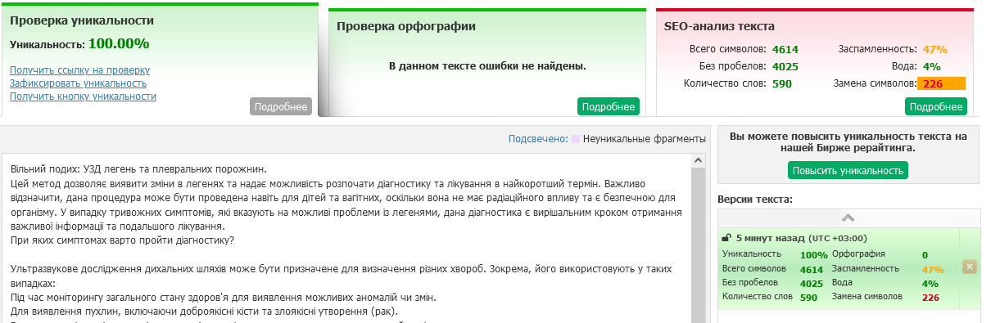 Проверка уникальности
Уникальность: 100.00%
Получить ссылку на проверку
Зафиксировать уникальность
Получить кнопку уникальности
Подробнее
Проверка орфографии
В данном тексте ошибки не найдены.
Подробнее
SEO-анализ текста
Всего символов: 4614 Заспамленность: 47%
Без пробелов: 4025 Вода: 4%
Количество слов: 590 Замена символов: 226
Подробнее
Подсвечено: Неуникальные фрагменты
Вільний подих: УЗД легень та плевральних порожнин.
Цей метод дозволяє виявити зміни в легенях та надає можливість розпочати діагностику та лікування в найкоротший термін. Важливо
відзначити, дана процедура може бути проведена навіть для дітей та вагітних, оскільки вона не має радіаційного впливу та є безпечною для
організму. У випадку тривожних симптомів, які вказують на можливі проблеми із легенями, дана діагностика є вирішальним кроком отримання
важливої інформації та подальшого лікування.
При яких симптомах варто пройти діагностику?
Ультразвукове дослідження дихальних шляхів може бути призначене для визначення різних хвороб. Зокрема, його використовують у таких
випадках:
Під час моніторингу загального стану здоров'я для виявлення можливих аномалій чи змін.
Для виявлення пухлин, включаючи доброякісні кісти та злоякісні утворення (рак).
Вы можете повысить уникальность текста на
нашей Бирже рерайтинга.
Повысить уникальность
Версии текста:
5 минут назад (UTC +03:00)
Уникальность 100% Орфография 0
Всего символов 4614 Заспамленность 47%
Без пробелов 4025 Вода 4%
Количество слов 590 Замена символов 226